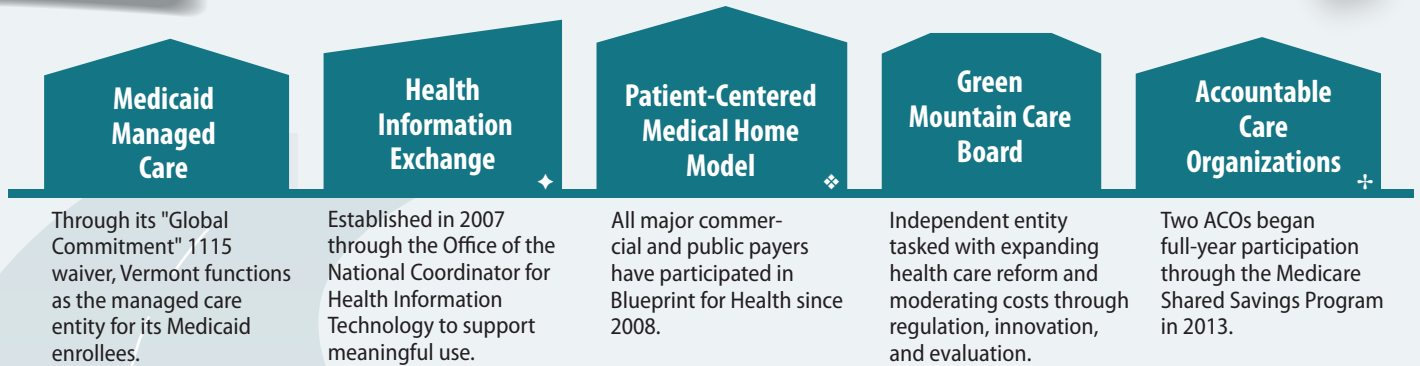 Medicaid
Managed
Care
Through its "Global
Commitment" 1115
waiver, Vermont functions
as the managed care
entity for its Medicaid
enrollees.
Health
Information
Exchange
✦
Established in 2007
through the Office of the
National Coordinator for
Health Information
Technology to support
meaningful use.
Patient-Centered
Medical Home
Model
❖
All major commer-
cial and public payers
have participated in
Blueprint for Health since
2008.
Green
Mountain Care
Board
Independent entity
tasked with expanding
health care reform and
moderating costs through
regulation, innovation,
and evaluation.
Accountable
Care
Organizations
✢
Two ACOs began
full-year participation
through the Medicare
Shared Savings Program
in 2013.